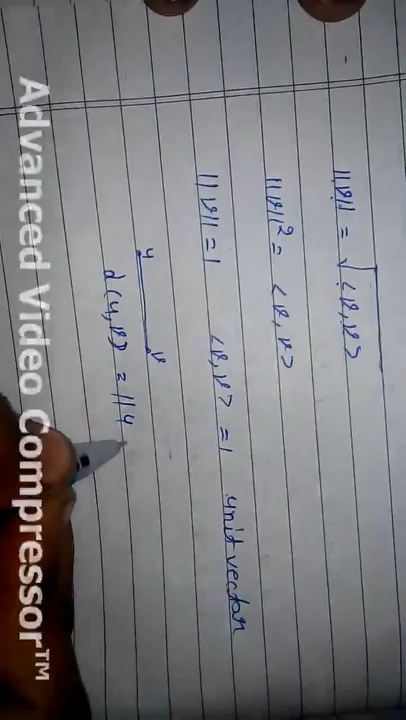 ||v|| = √<v, v>
||v||² = <v, v>
||v|| = 1 <v, v> = 1 unit vector
u v
d(u, v) = ||u
Advanced Video Compressor™